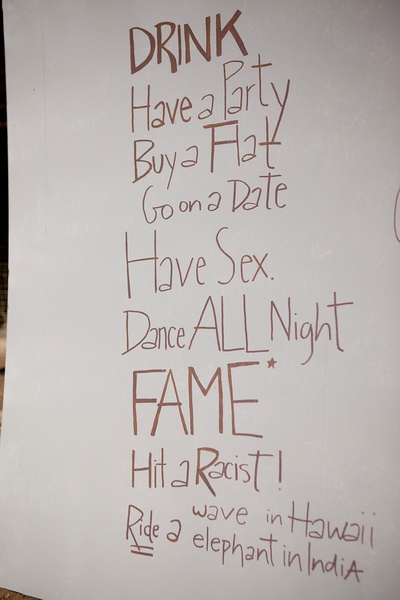 DRINK
Have a Party
Buy a Flat
Go on a Date
Have Sex.
Dance ALL Night
FAME*
Hit a Racist!
Ride a wave in Hawaii
elephant in IndiA